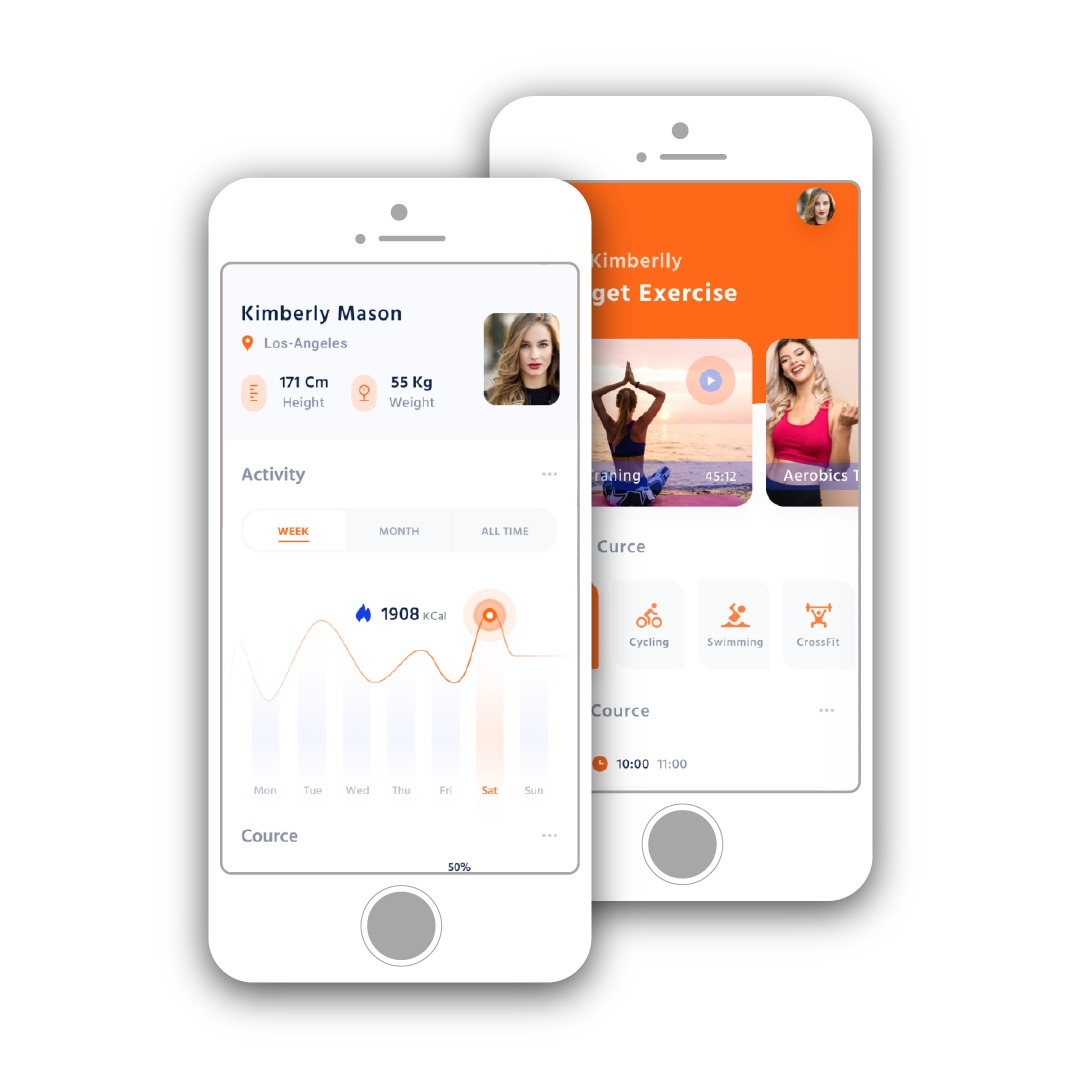 Kimberly Mason
Los-Angeles
171 Cm
Height
55 Kg
Weight
Activity
WEEK
MONTH
ALL TIME
1908 KCal
Mon Tue Wed Thu Fri Sat Sun
Cource
50%
Kimberlly
get Exercise
raning
45:12
Aerobics T
Curce
Cycling
Swimming
CrossFit
Cource
10:00 11:00